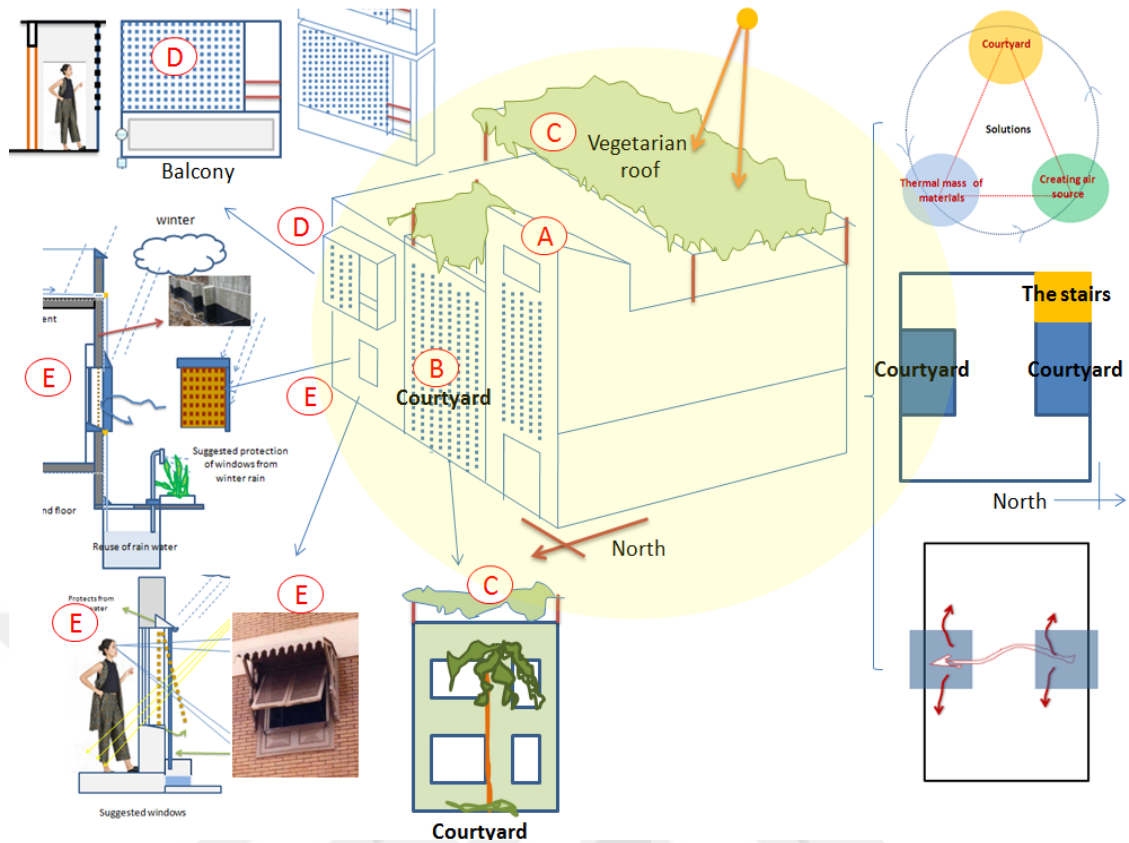 D
Balcony
C
Vegetarian
roof
Courtyard
Solutions
Thermal mass of
materials
Creating air
source
D
A
winter
ent
E
B
Courtyard
E
Suggested protection
of windows from
winter rain
nd floor
Reuse of rain water
The stairs
Courtyard
Courtyard
North
North
E
Protects from
water
Suggested windows
E
C
Courtyard